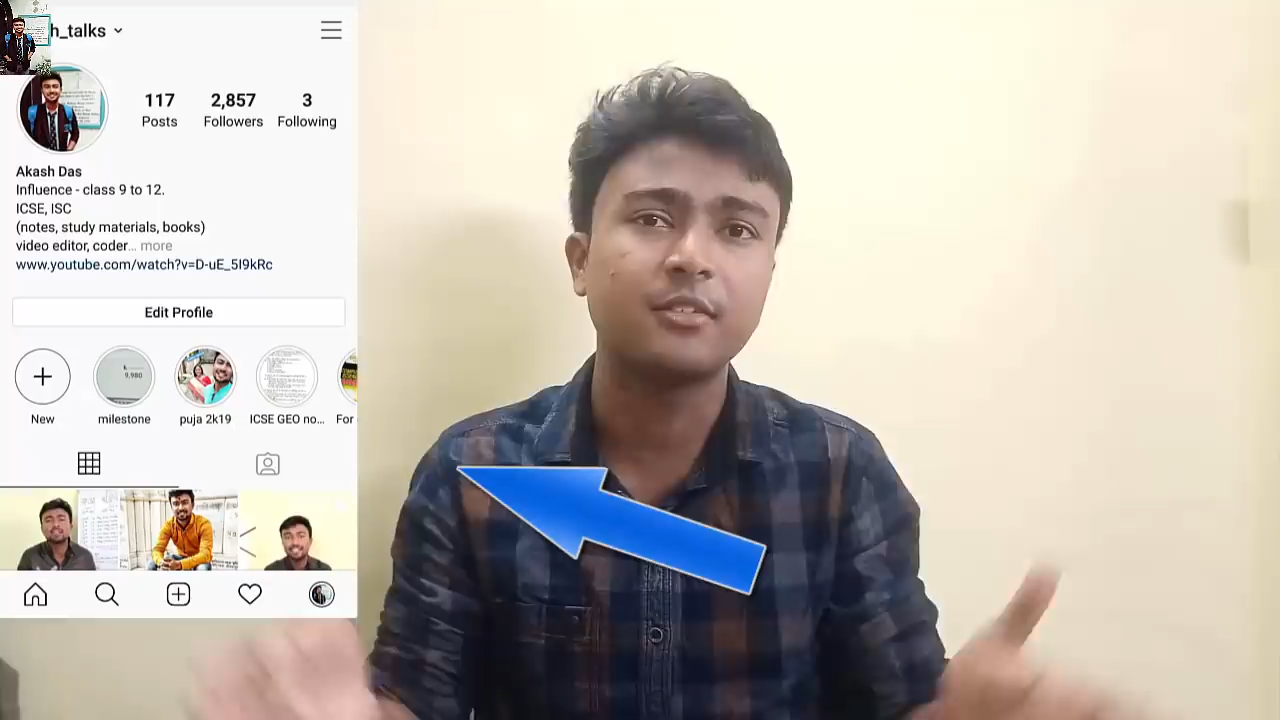 h_talks
117
2,857
3
Posts
Followers
Following
Akash Das
Influence - class 9 to 12.
ICSE, ISC
(notes, study materials, books)
video editor, coder... more
www.youtube.com/watch?v=D-uE_5I9kRc
Edit Profile
9,980
New
milestone
puja 2k19
ICSE GEO no...
For